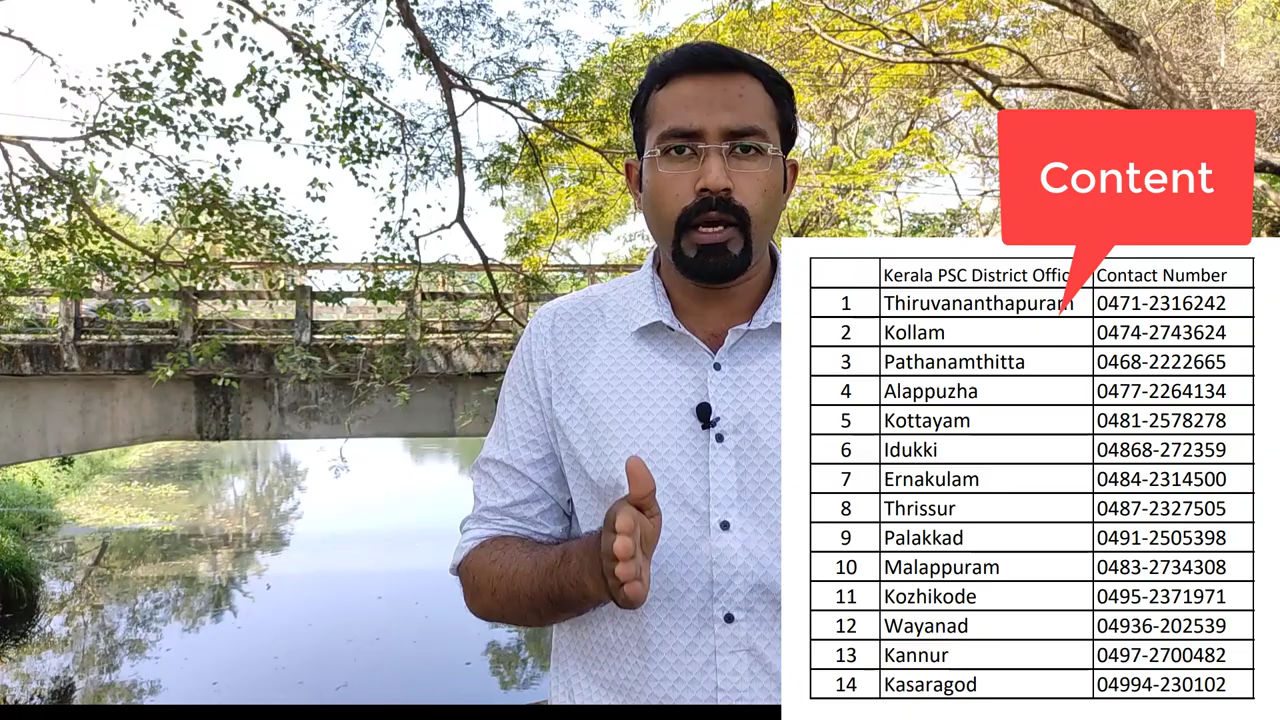 Content
Kerala PSC District Offic Contact Number
1 Thiruvananthapuram 0471-2316242
2 Kollam 0474-2743624
3 Pathanamthitta 0468-2222665
4 Alappuzha 0477-2264134
5 Kottayam 0481-2578278
6 Idukki 04868-272359
7 Ernakulam 0484-2314500
8 Thrissur 0487-2327505
9 Palakkad 0491-2505398
10 Malappuram 0483-2734308
11 Kozhikode 0495-2371971
12 Wayanad 04936-202539
13 Kannur 0497-2700482
14 Kasaragod 04994-230102